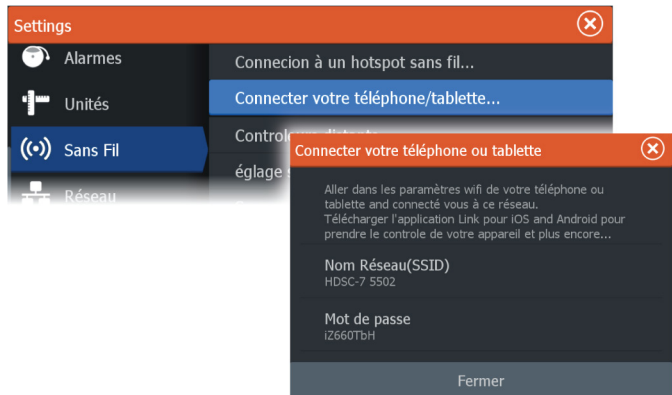 Settings
Alarmes
Connecion à un hotspot sans fil...
Unités
Connecter votre téléphone/tablette...
Sans Fil
Réseau
Connecter votre téléphone ou tablette
Aller dans les paramètres wifi de votre téléphone ou
tablette and connecté vous à ce réseau.
Télécharger l'application Link pour iOS and Android pour
prendre le controle de votre appareil et plus encore...
Nom Réseau(SSID)
HDSC-7 5502
Mot de passe
iZ660TbH
Fermer